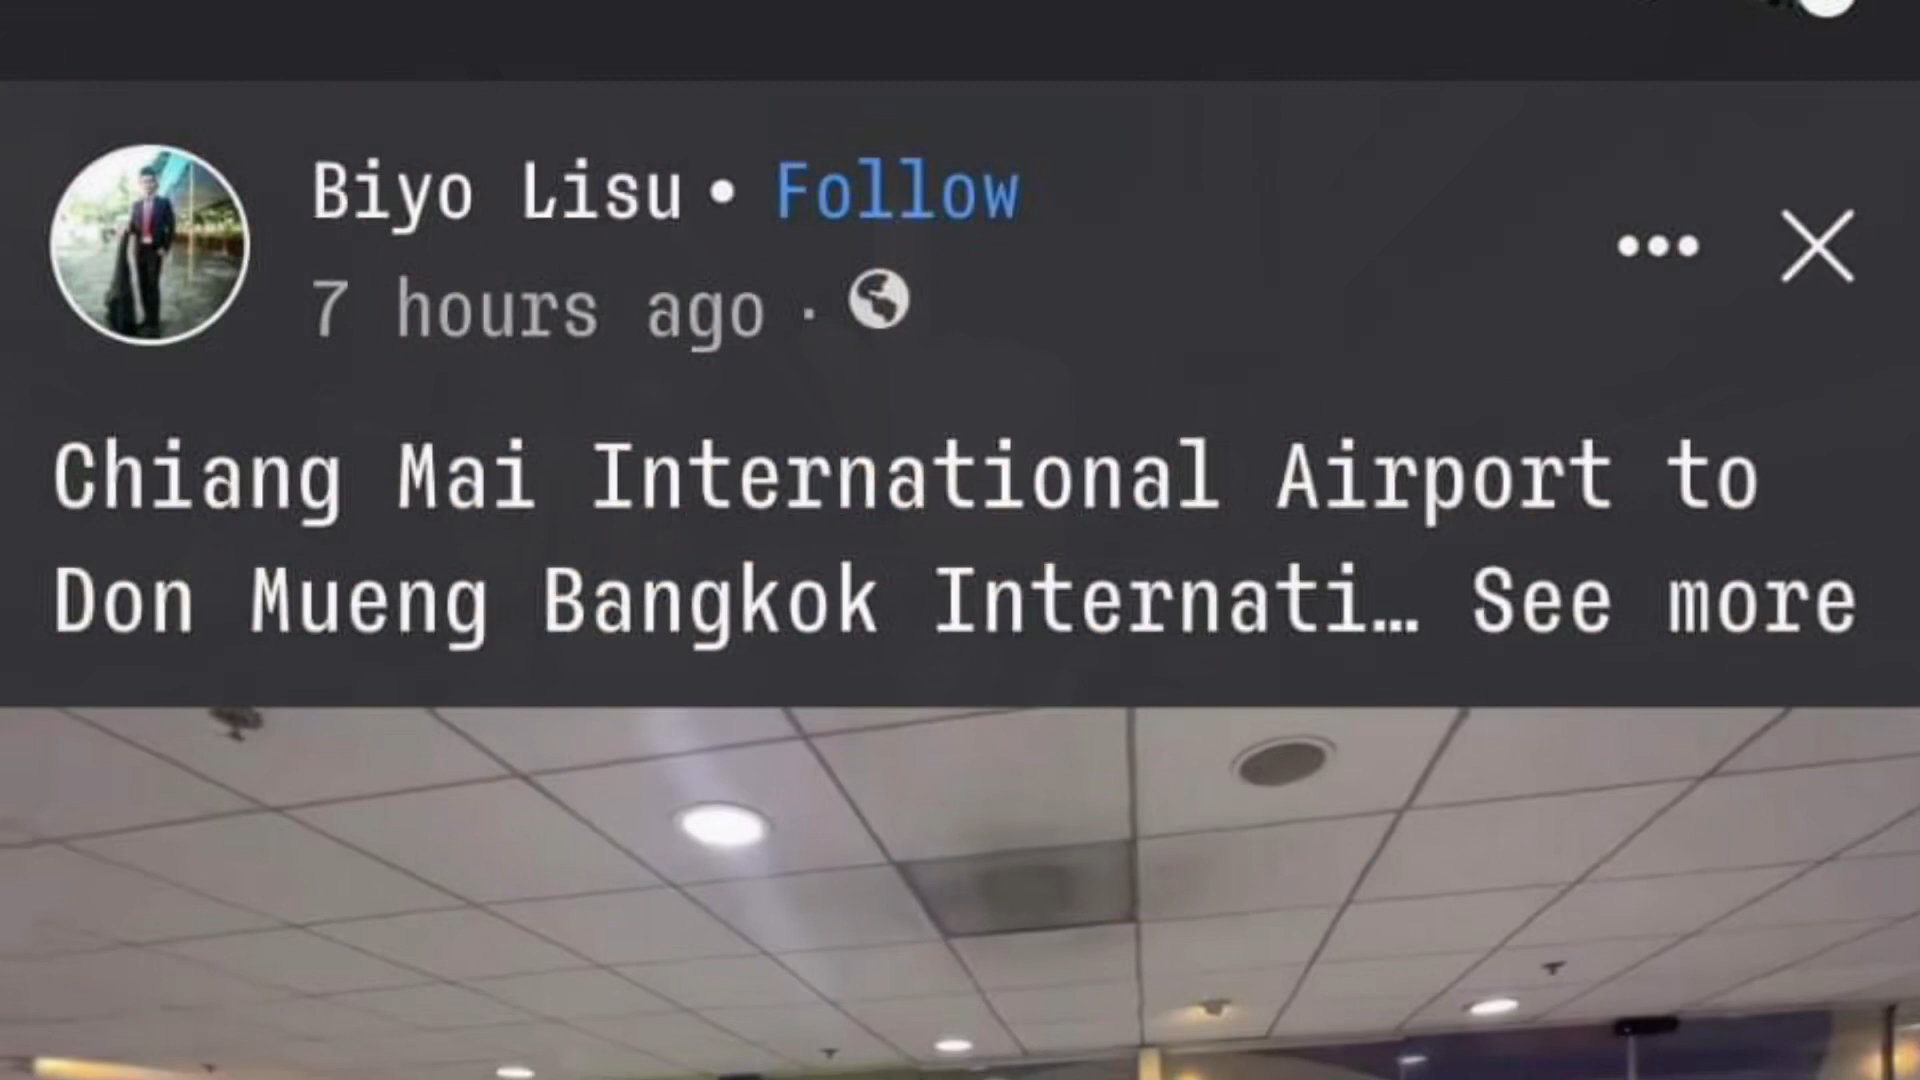 Biyo Lisu • Follow
7 hours ago ·
Chiang Mai International Airport to
Don Mueng Bangkok Internati… See more